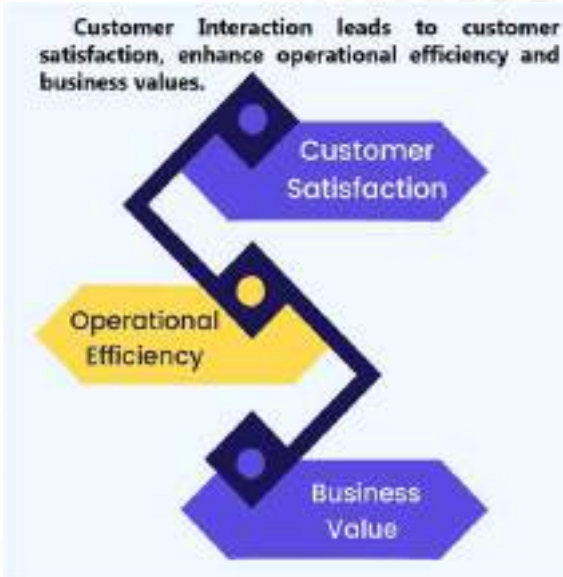 Customer Interaction leads to customer
satisfaction, enhance operational efficiency and
business values.
Customer
Satisfaction
Operational
Efficiency
Business
Value